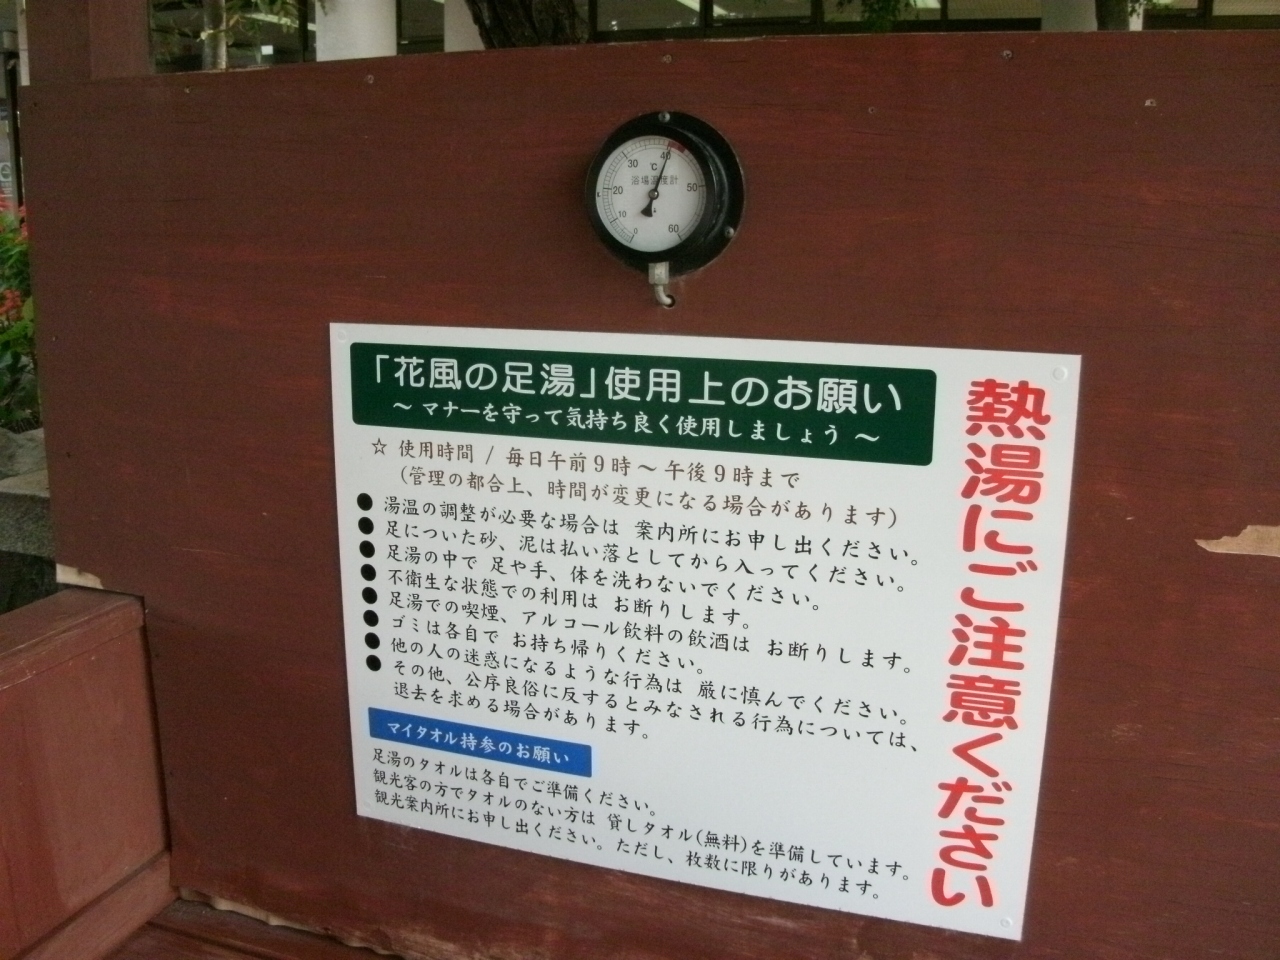 30
40
℃
浴場温度計
20
50
10
0
60
「花風の足湯」使用上のお願い
～ マナーを守って気持ち良く使用しましょう ～
☆ 使用時間 / 毎日午前9時～午後9時まで
(管理の都合上、時間が変更になる場合があります)
● 湯温の調整が必要な場合は 案内所にお申し出ください。
● 足についた砂、泥は払い落としてから入ってください。
● 足湯の中で 足や手、体を洗わないでください。
● 不衛生な状態での利用は お断りします。
● 足湯での喫煙、アルコール飲料の飲酒は お断りします。
● ゴミは各自で お持ち帰りください。
● 他の人の迷惑になるような行為は 厳に慎んでください。
● その他、公序良俗に反するとみなされる行為については、
退去を求める場合があります。
マイタオル持参のお願い
足湯のタオルは各自でご準備ください。
観光客の方でタオルのない方は 貸しタオル(無料)を準備しています。
観光案内所にお申し出ください。ただし、枚数に限りがあります。
熱湯にご注意ください